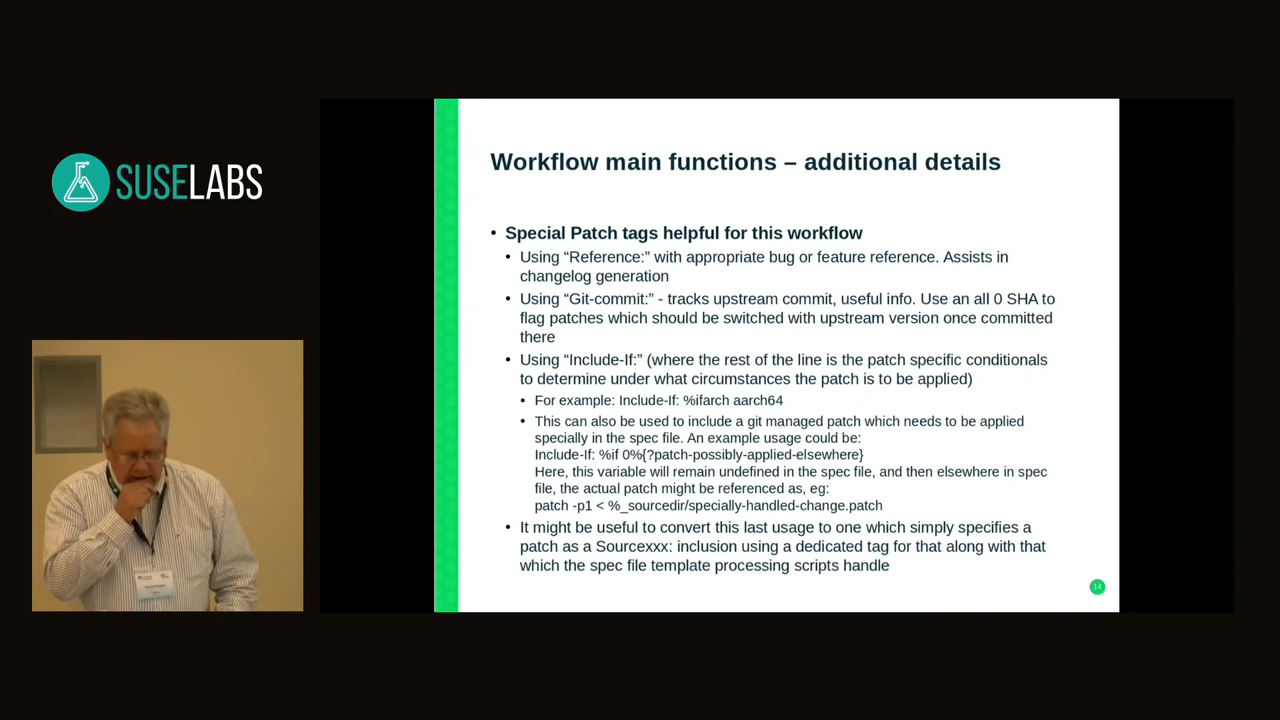 SUSELABS
Workflow main functions – additional details
• Special Patch tags helpful for this workflow
• Using “Reference:” with appropriate bug or feature reference. Assists in
changelog generation
• Using “Git-commit:” - tracks upstream commit, useful info. Use an all 0 SHA to
flag patches which should be switched with upstream version once committed
there
• Using “Include-If:” (where the rest of the line is the patch specific conditionals
to determine under what circumstances the patch is to be applied)
• For example: Include-If: %ifarch aarch64
• This can also be used to include a git managed patch which needs to be applied
specially in the spec file. An example usage could be:
Include-If: %if 0%{?patch-possibly-applied-elsewhere}
Here, this variable will remain undefined in the spec file, and then elsewhere in spec
file, the actual patch might be referenced as, eg:
patch -p1 < %_sourcedir/specially-handled-change.patch
• It might be useful to convert this last usage to one which simply specifies a
patch as a Sourcexxx: inclusion using a dedicated tag for that along with that
which the spec file template processing scripts handle
14